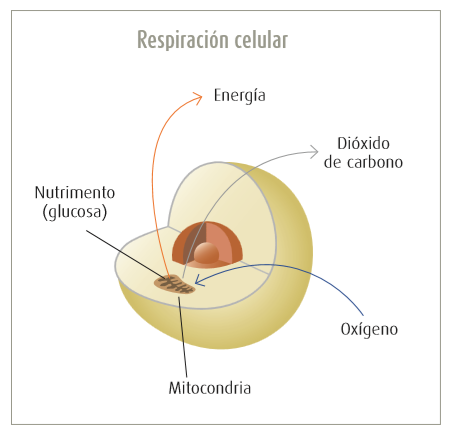 Respiración celular
Energía
Dióxido
de carbono
Nutrimento
(glucosa)
Oxígeno
Mitocondria